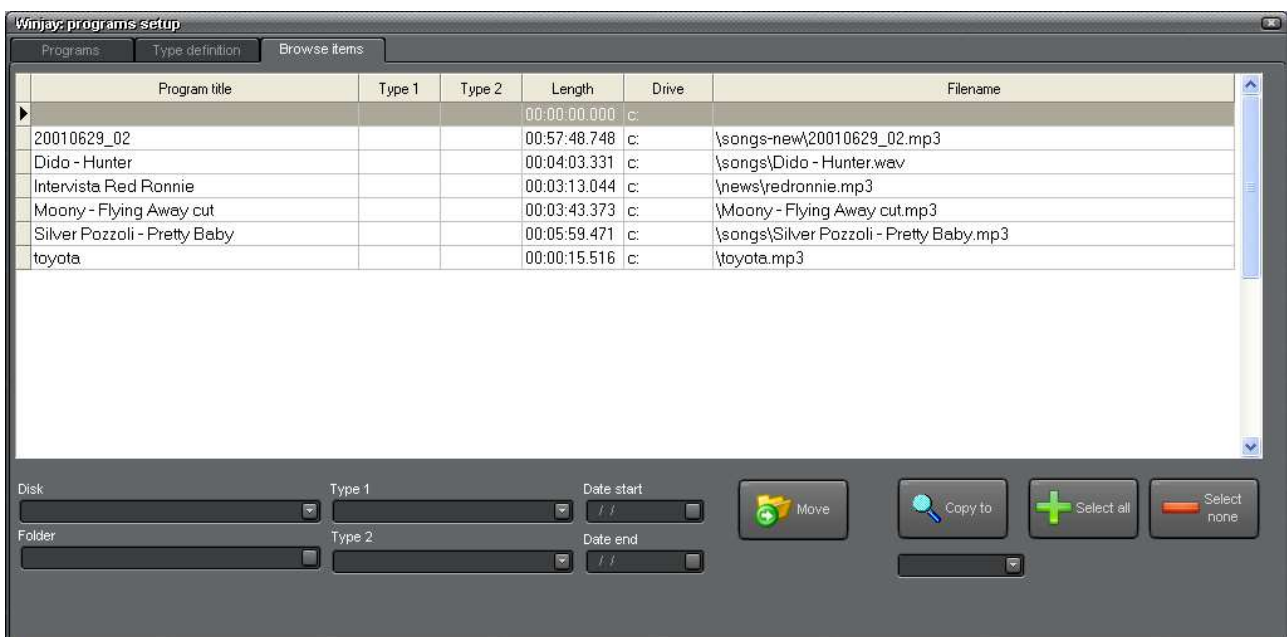 Winjay: programs setup
Programs Type definition Browse items
Program title Type 1 Type 2 Length Drive Filename
00:00:00.000 c:
20010629_02 00:57:48.748 c: \songs-new\20010629_02.mp3
Dido - Hunter 00:04:03.331 c: \songs\Dido - Hunter.wav
Intervista Red Ronnie 00:03:13.044 c: \news\redronnie.mp3
Moony - Flying Away cut 00:03:43.373 c: \Moony - Flying Away cut.mp3
Silver Pozzoli - Pretty Baby 00:05:59.471 c: \songs\Silver Pozzoli - Pretty Baby.mp3
toyota 00:00:15.516 c: \toyota.mp3
Disk Type 1 Date start
/ /
Move Copy to Select all Select none
Folder Type 2 Date end
/ /